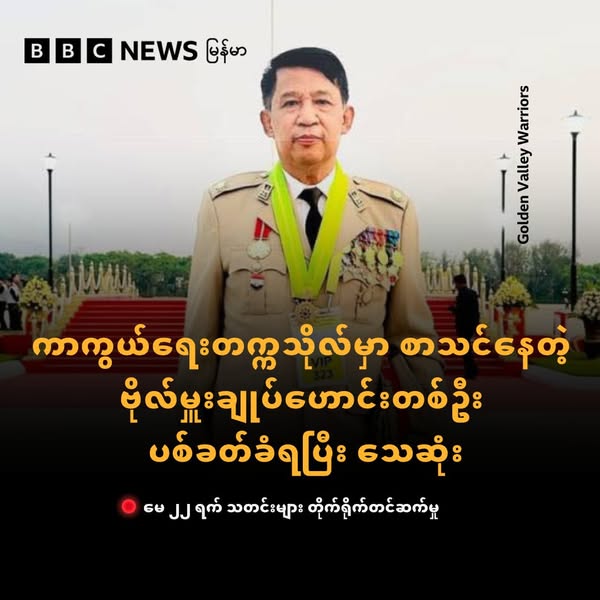 BBC NEWS မြန်မာ
Golden Valley Warriors
VIP
323
ကာကွယ်ရေးတက္ကသိုလ်မှာ စာသင်နေတဲ့
ဗိုလ်မှူးချုပ်ဟောင်းတစ်ဦး
ပစ်ခတ်ခံရပြီး သေဆုံး
မေ ၂၂ ရက် သတင်းများ တိုက်ရိုက်တင်ဆက်မှု